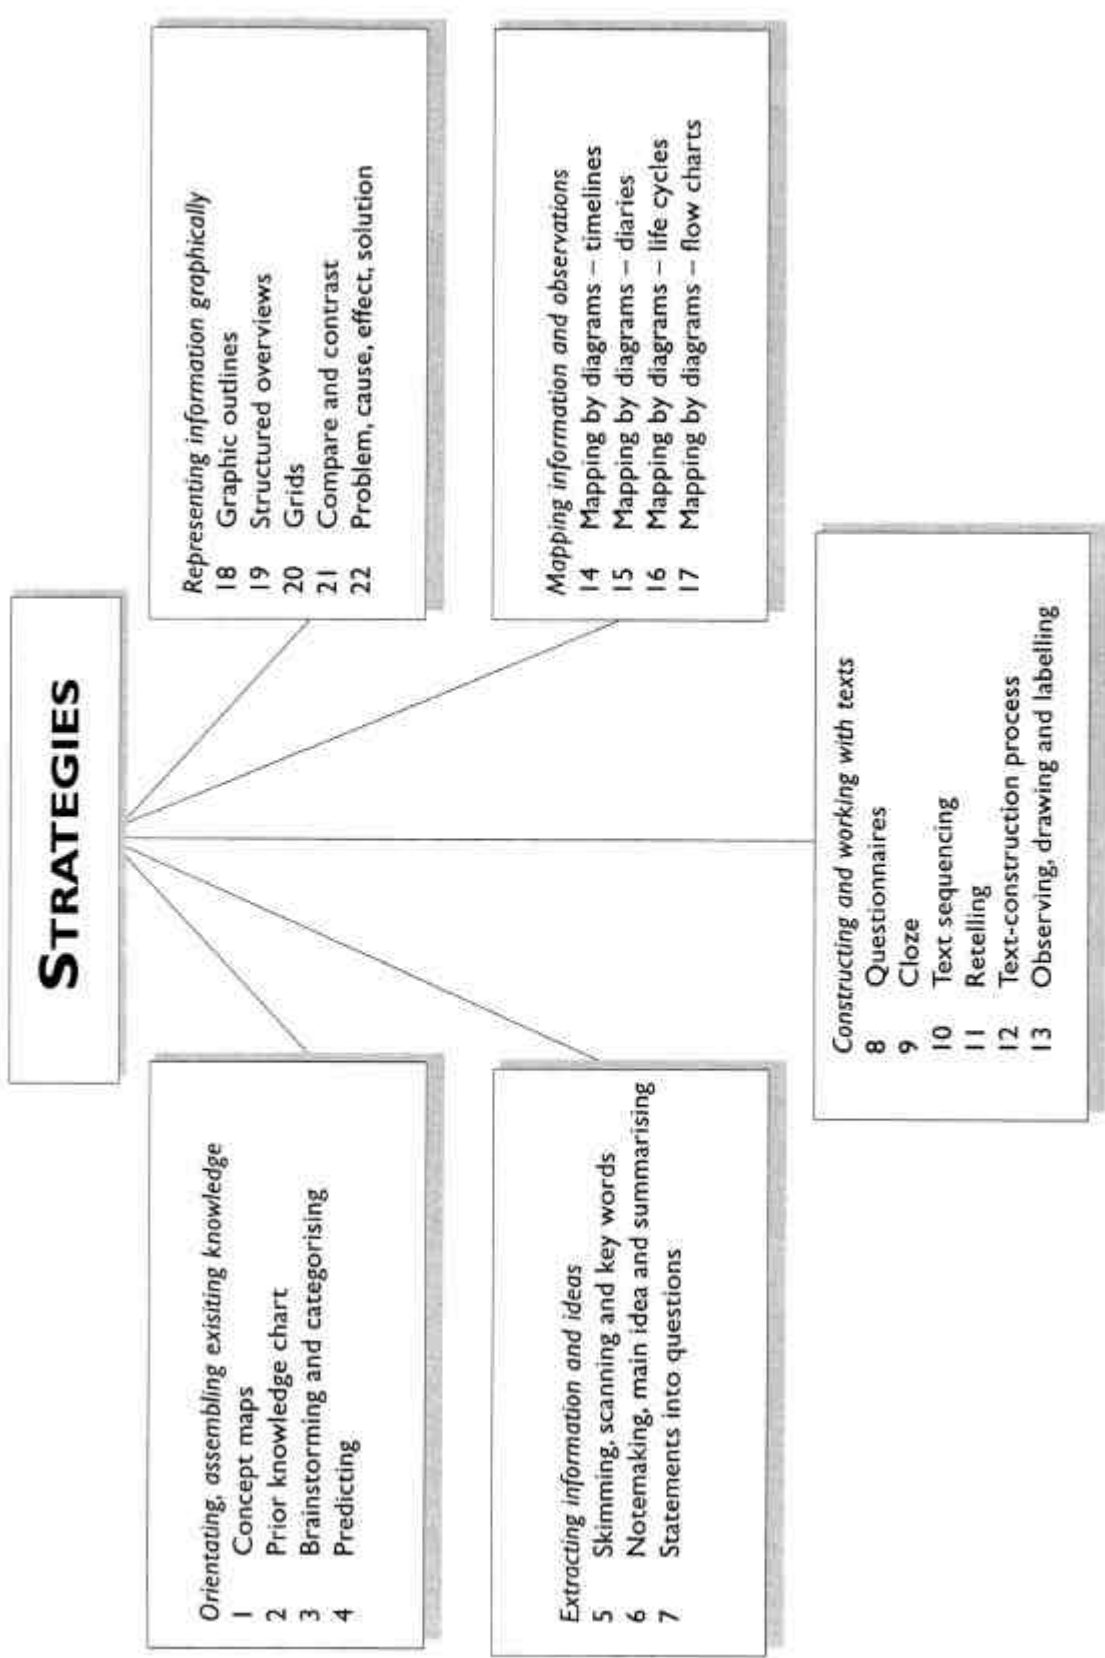 STRATEGIES
Orientating, assembling exisiting knowledge
1 Concept maps
2 Prior knowledge chart
3 Brainstorming and categorising
4 Predicting
Extracting information and ideas
5 Skimming, scanning and key words
6 Notemaking, main idea and summarising
7 Statements into questions
Constructing and working with texts
8 Questionnaires
9 Cloze
10 Text sequencing
11 Retelling
12 Text-construction process
13 Observing, drawing and labelling
Mapping information and observations
14 Mapping by diagrams – timelines
15 Mapping by diagrams – diaries
16 Mapping by diagrams – life cycles
17 Mapping by diagrams – flow charts
Representing information graphically
18 Graphic outlines
19 Structured overviews
20 Grids
21 Compare and contrast
22 Problem, cause, effect, solution